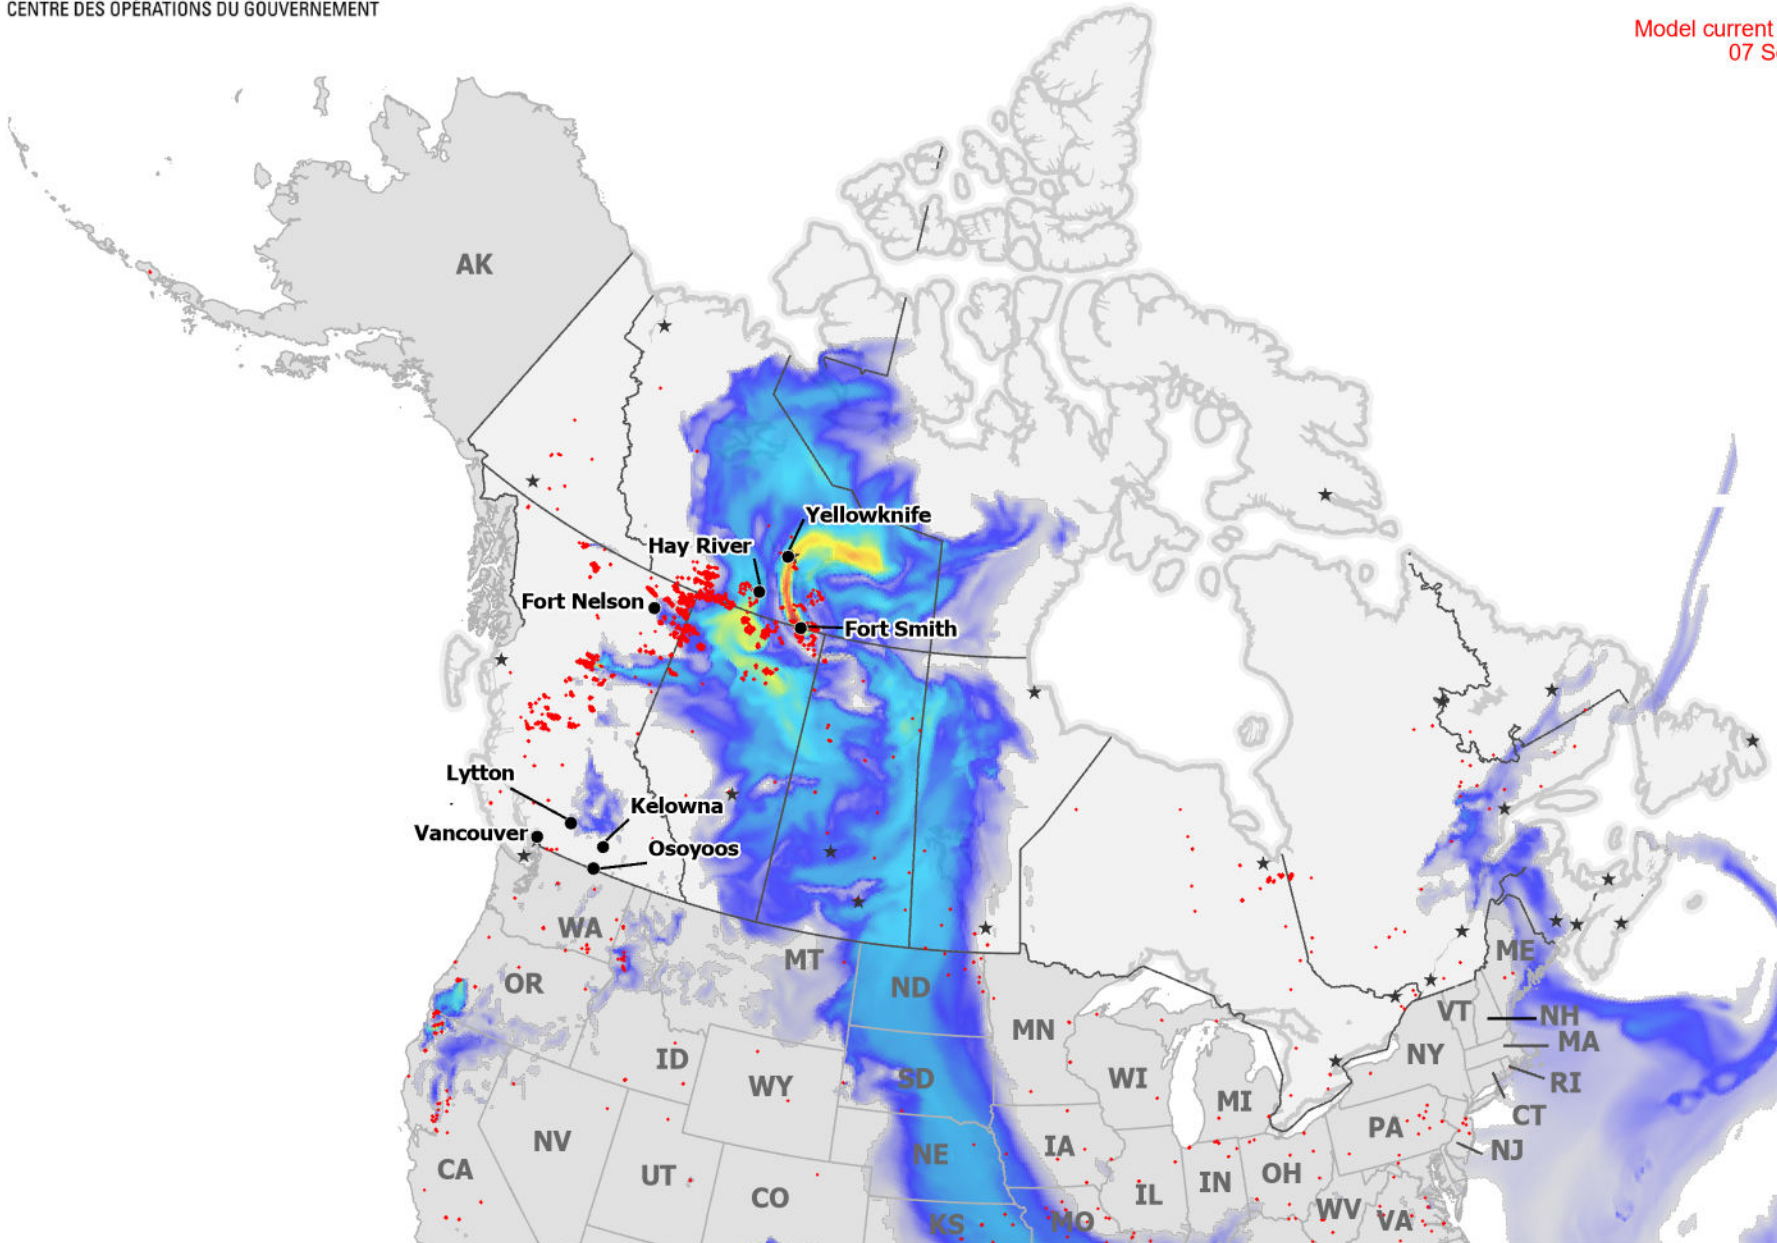 CENTRE DES OPÉRATIONS DU GOUVERNEMENT
Model current
07 S
AK
Yellowknife
Hay River
Fort Nelson
Fort Smith
Lytton
Kelowna
Vancouver
Osoyoos
WA
MT
ME
OR
ND
VT
NH
MN
MA
NY
ID
WY
SD
WI
RI
MI
CT
NV
NE
IA
PA
NJ
CA
UT
CO
IL
IN
OH
KS
MO
WV
VA